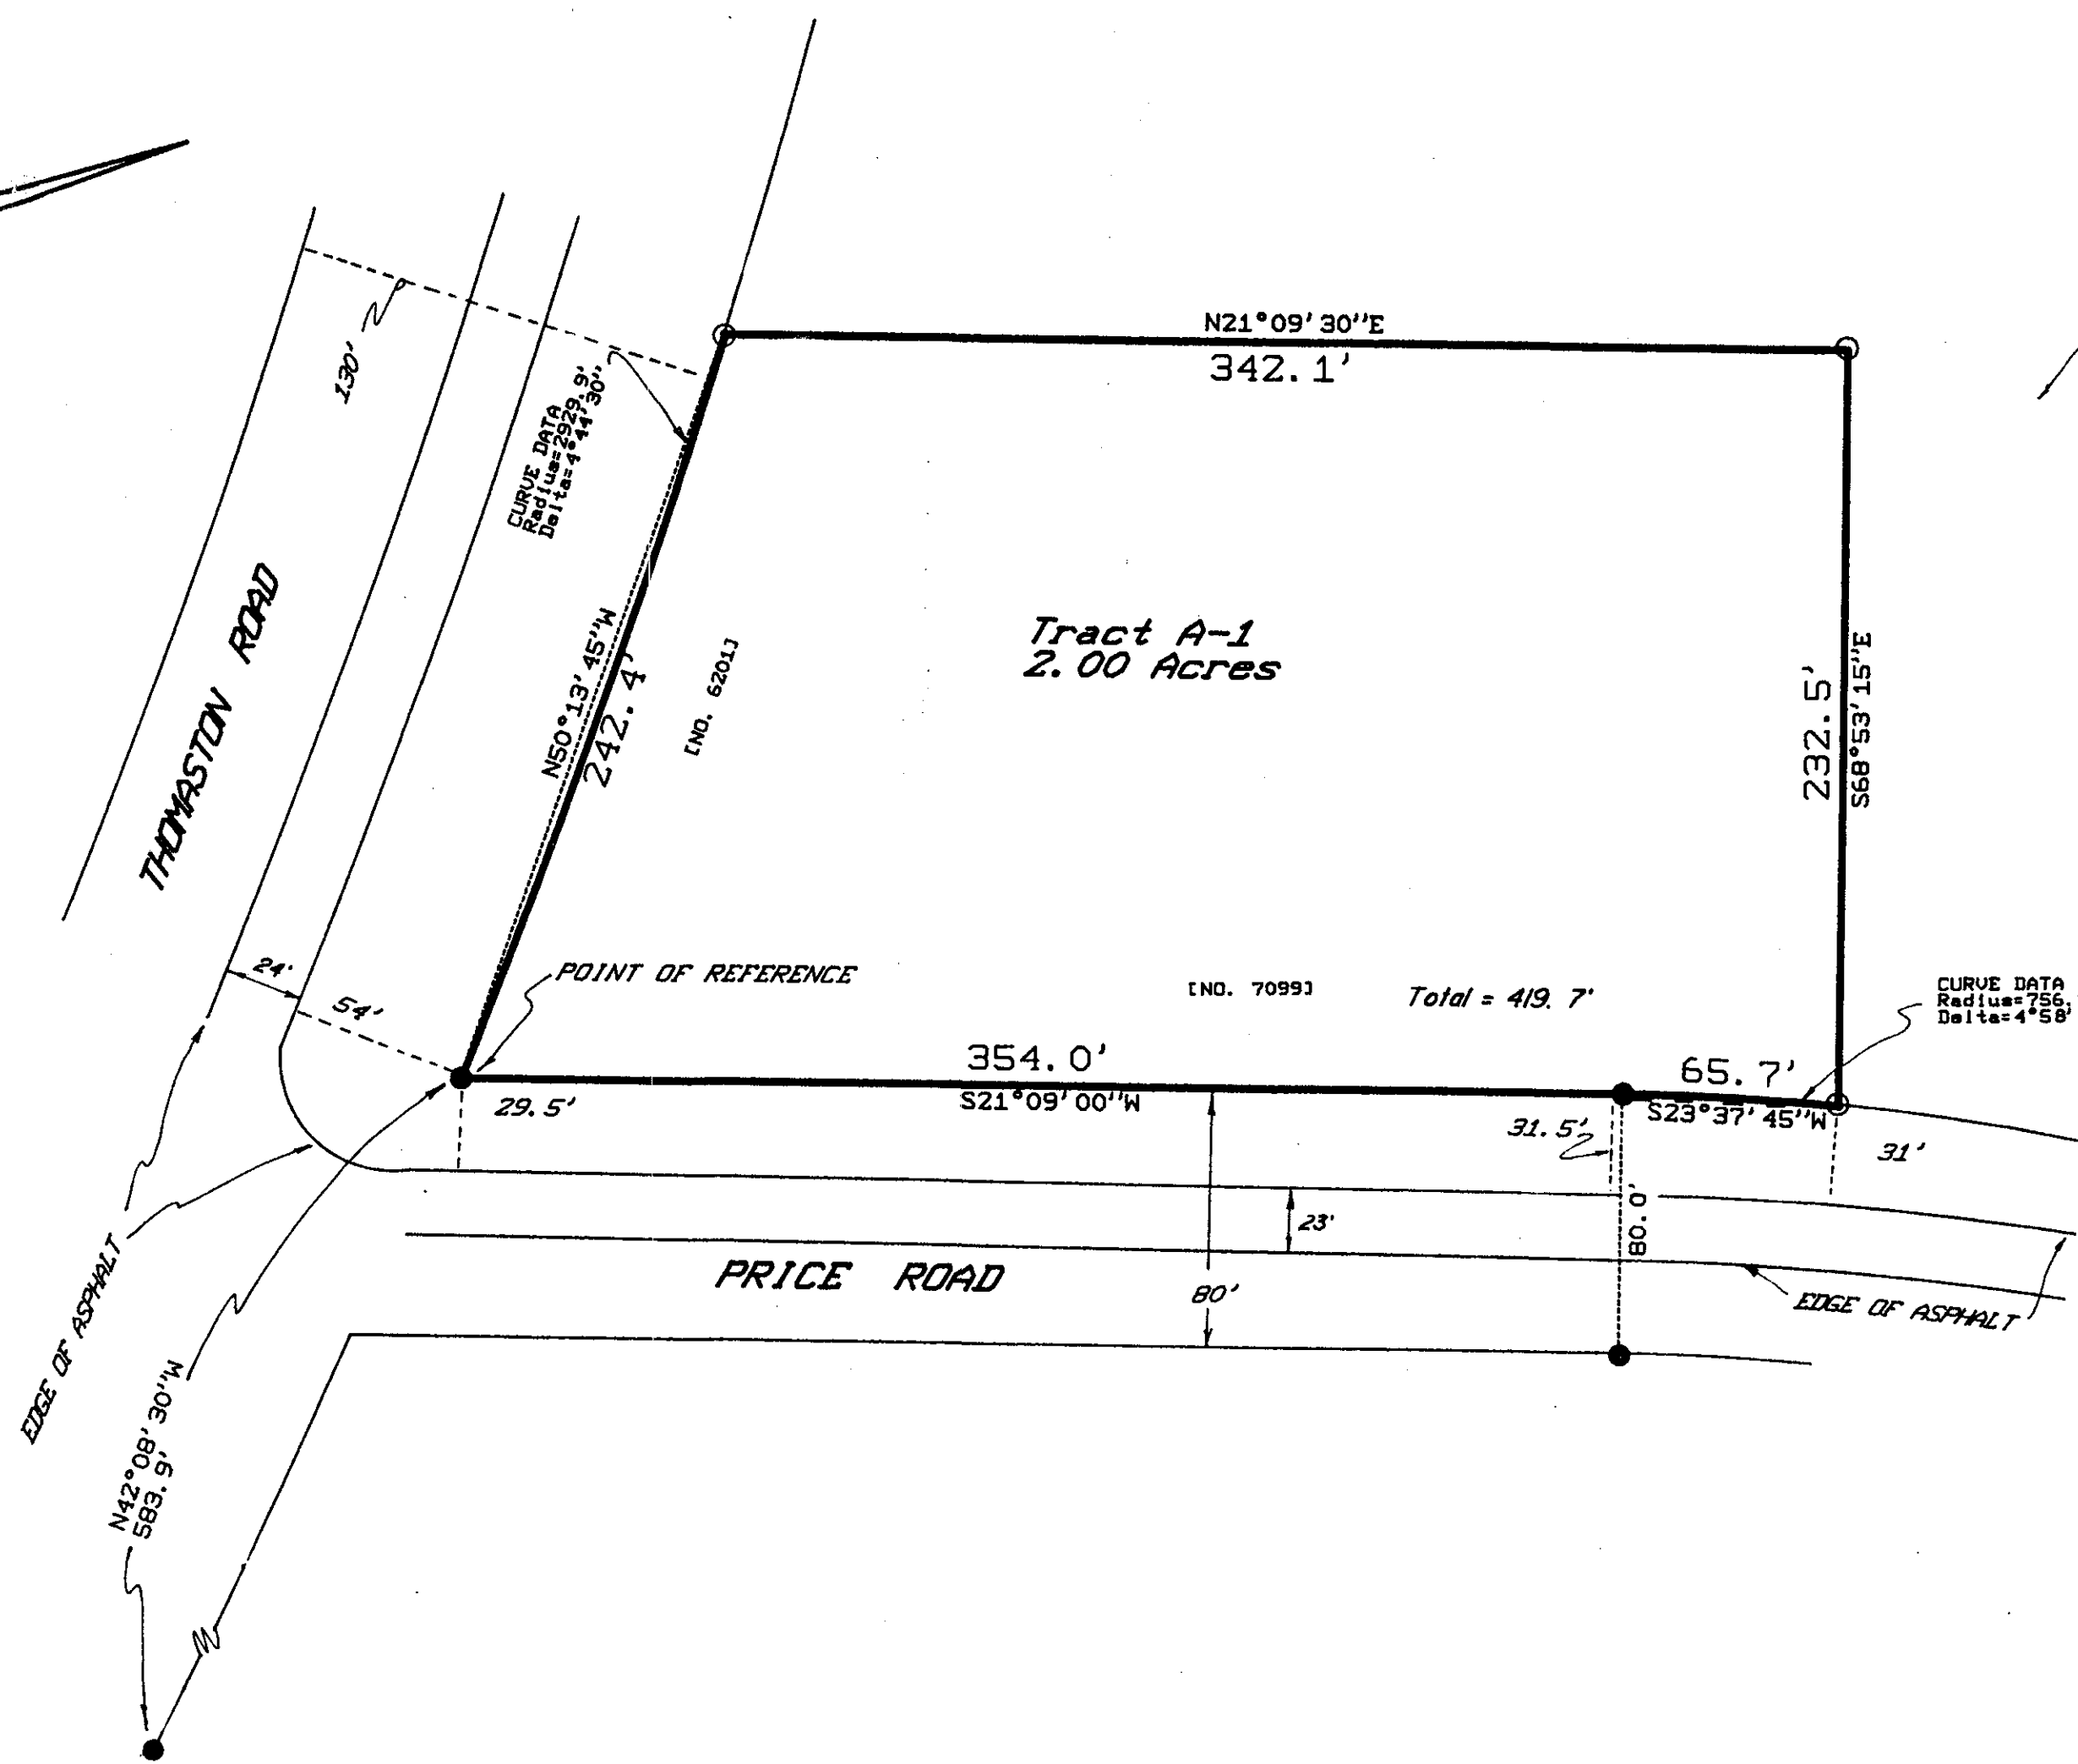 N21°09'30"E
342.1'
130'
CURVE DATA
Radius=2929.9'
Delta=4°44'30"
THOMASTON ROAD
N50°13'45"W
242.4'
[NO. 6201]
Tract A-1
2.00 Acres
232.5'
S68°53'15"E
24'
54'
POINT OF REFERENCE
[NO. 7099]
Total = 419.7'
CURVE DATA
Radius=756.
Delta=4°58'
354.0'
S21°09'00"W
65.7'
S23°37'45"W
29.5'
31.5'
31'
23'
80.0'
PRICE ROAD
80'
EDGE OF ASPHALT
EDGE OF ASPHALT
N42°08'30"W
583.9'